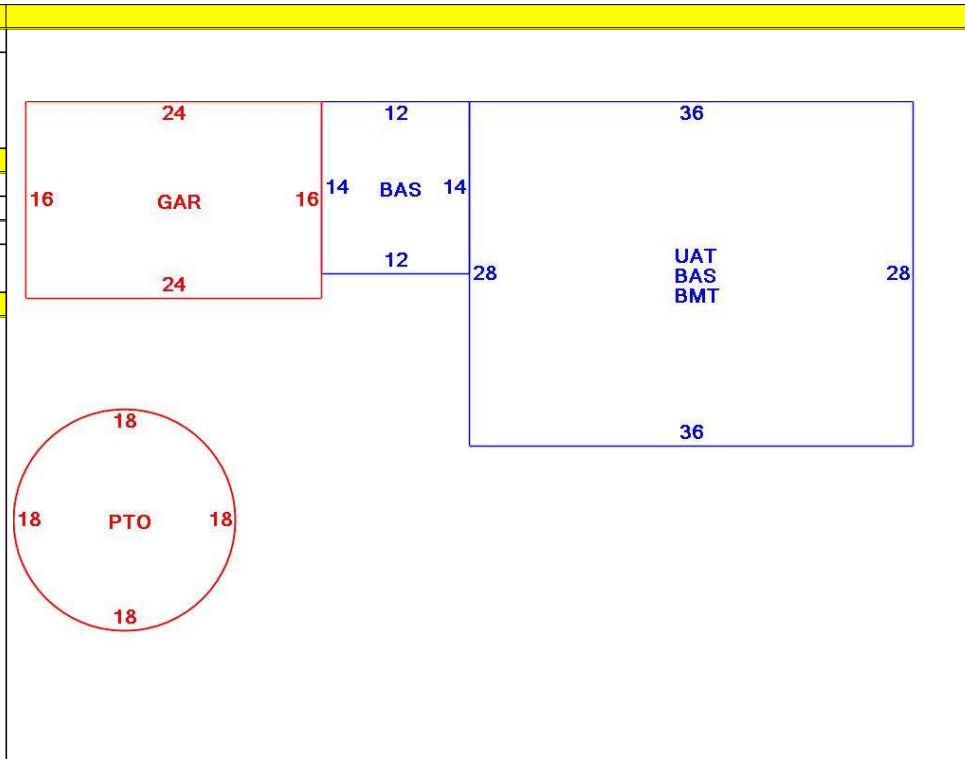 24 12 36
16 GAR 16 14 BAS 14
24 12 28 UAT 28
BAS
BMT
36
18
18 PTO 18
18